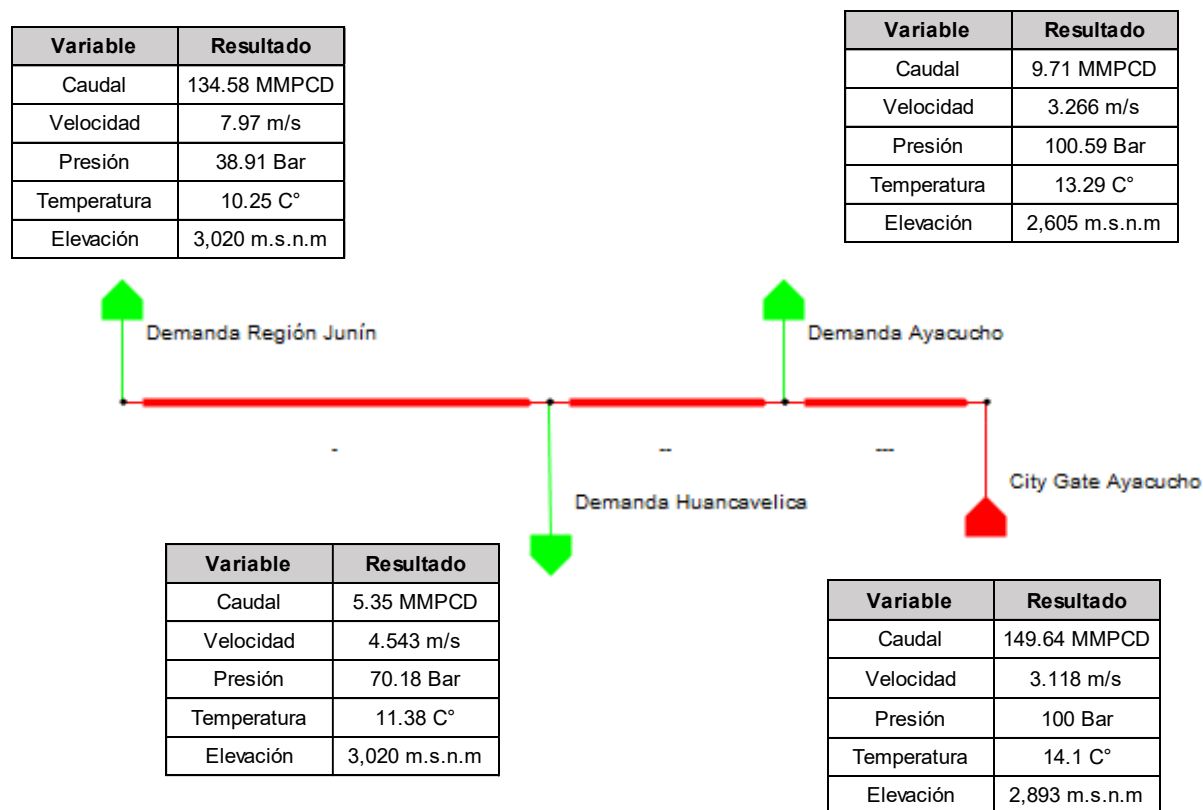 Variable Resultado
Caudal 134.58 MMPCD
Velocidad 7.97 m/s
Presión 38.91 Bar
Temperatura 10.25 C°
Elevación 3,020 m.s.n.m
Variable Resultado
Caudal 9.71 MMPCD
Velocidad 3.266 m/s
Presión 100.59 Bar
Temperatura 13.29 C°
Elevación 2,605 m.s.n.m
Demanda Región Junín
Demanda Ayacucho
- -- ---
City Gate Ayacucho
Demanda Huancavelica
Variable Resultado
Caudal 5.35 MMPCD
Velocidad 4.543 m/s
Presión 70.18 Bar
Temperatura 11.38 C°
Elevación 3,020 m.s.n.m
Variable Resultado
Caudal 149.64 MMPCD
Velocidad 3.118 m/s
Presión 100 Bar
Temperatura 14.1 C°
Elevación 2,893 m.s.n.m